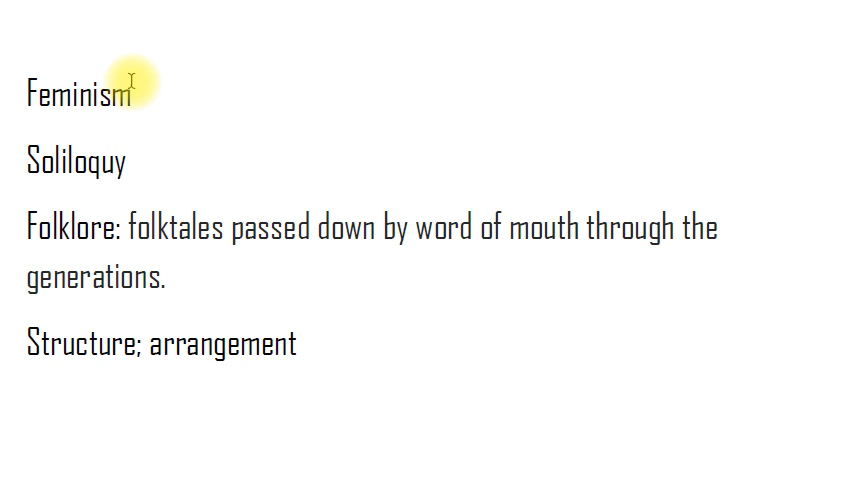 Feminism
Soliloquy
Folklore: folktales passed down by word of mouth through the
generations.
Structure; arrangement